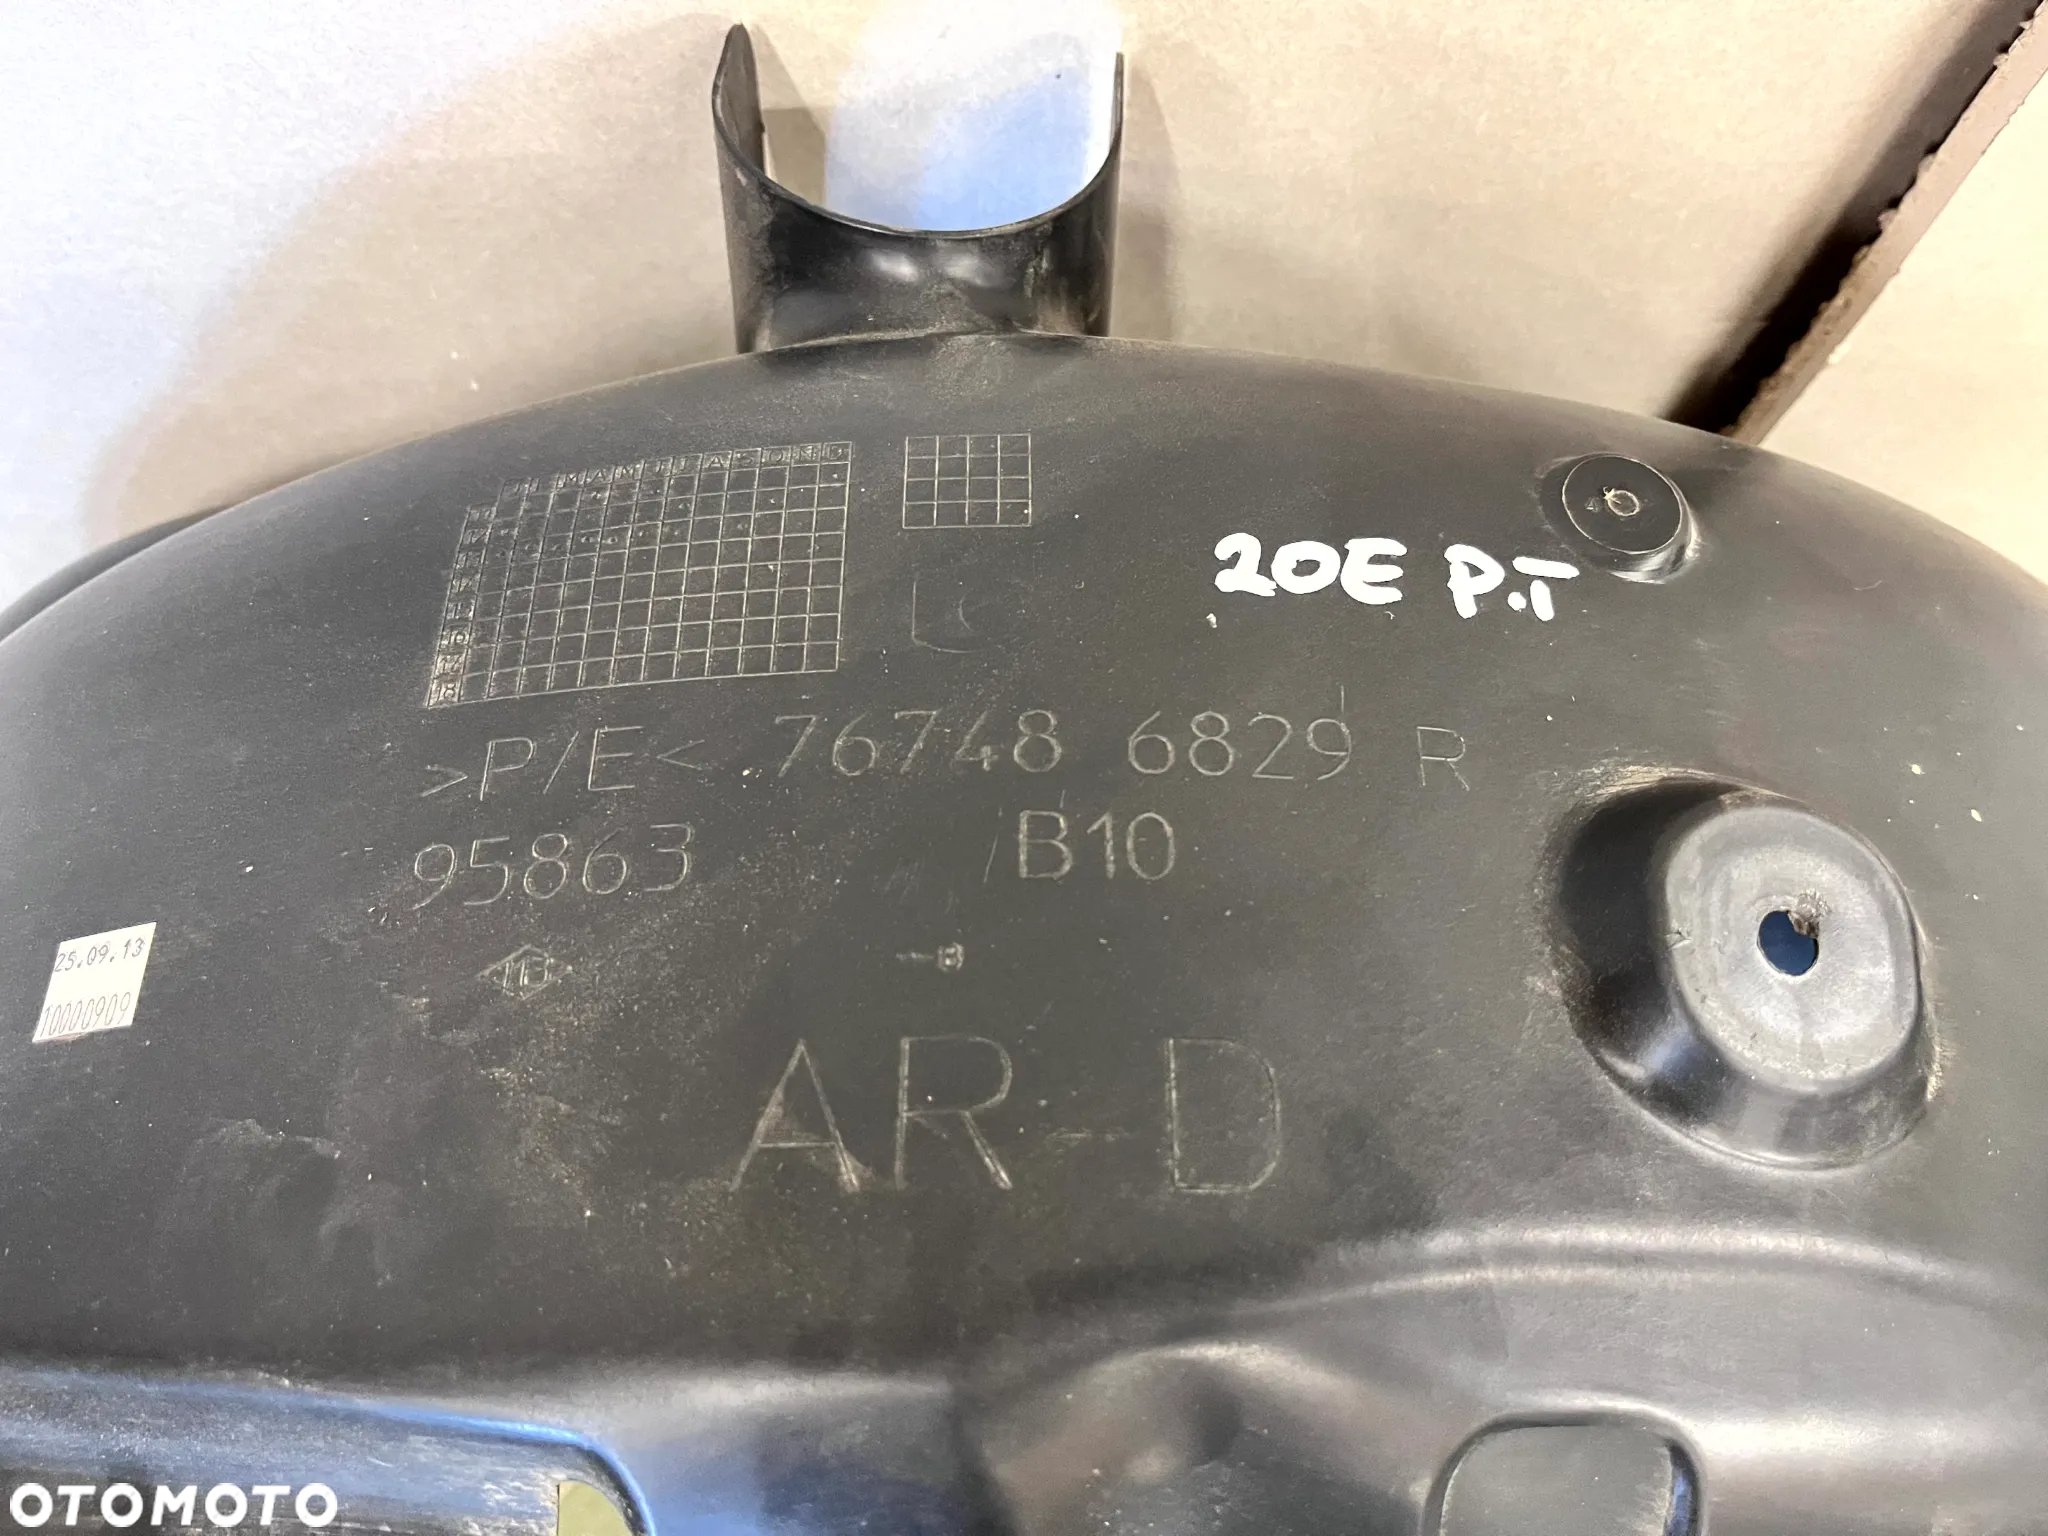 J F M A M J J A S O N D
20E P.T
>P/E< 76748 6829 R
95863 B10
25.09.13
10000909
B
AR-D
OTOMOTO